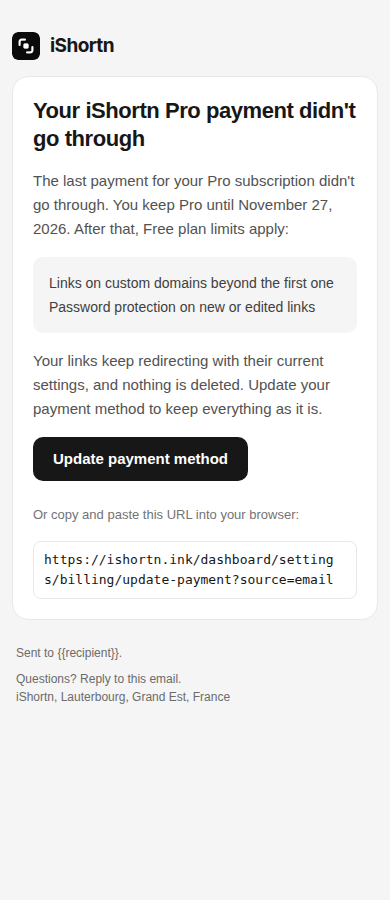 iShortn
Your iShortn Pro payment didn't
go through
The last payment for your Pro subscription didn't
go through. You keep Pro until November 27,
2026. After that, Free plan limits apply:
Links on custom domains beyond the first one
Password protection on new or edited links
Your links keep redirecting with their current
settings, and nothing is deleted. Update your
payment method to keep everything as it is.
Update payment method
Or copy and paste this URL into your browser:
https://ishortn.ink/dashboard/setting
s/billing/update-payment?source=email
Sent to {{recipient}}.
Questions? Reply to this email.
iShortn, Lauterbourg, Grand Est, France